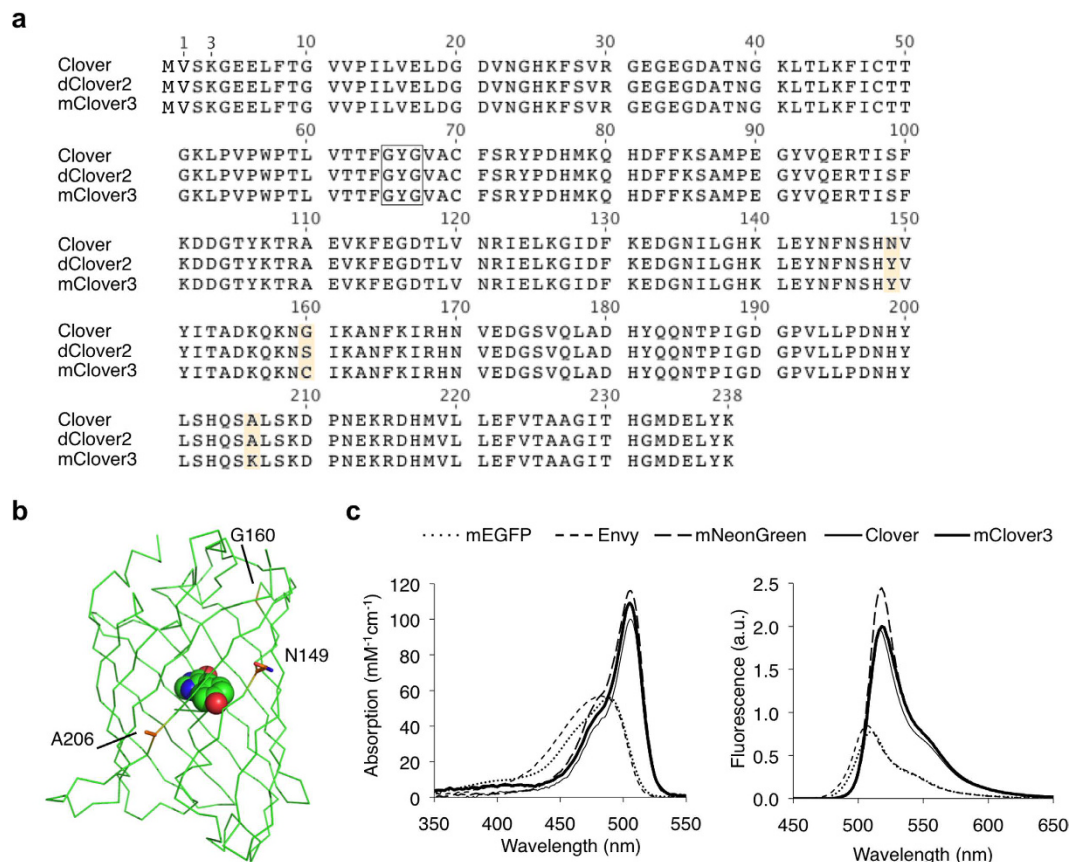 a
1 3 10 20 30 40 50
Clover MVSKGEELFTG VVPILVELDG DVNGHKFSVR GEGEGDATNG KLTLKFICTT
dClover2 MVSKGEELFTG VVPILVELDG DVNGHKFSVR GEGEGDATNG KLTLKFICTT
mClover3 MVSKGEELFTG VVPILVELDG DVNGHKFSVR GEGEGDATNG KLTLKFICTT
60 70 80 90 100
Clover GKLPVPWPTL VTTFGYGVAC FSRYPDHMKQ HDFFKSAMPE GYVQERTISF
dClover2 GKLPVPWPTL VTTFGYGVAC FSRYPDHMKQ HDFFKSAMPE GYVQERTISF
mClover3 GKLPVPWPTL VTTFGYGVAC FSRYPDHMKQ HDFFKSAMPE GYVQERTISF
110 120 130 140 150
Clover KDDGTYKTRA EVKFEGDTLV NRIELKGIDF KEDGNILGHK LEYNFNSHNV
dClover2 KDDGTYKTRA EVKFEGDTLV NRIELKGIDF KEDGNILGHK LEYNFNSHYV
mClover3 KDDGTYKTRA EVKFEGDTLV NRIELKGIDF KEDGNILGHK LEYNFNSHYV
160 170 180 190 200
Clover YITADKQKNG IKANFKIRHN VEDGSVQLAD HYQQNTPIGD GPVLLPDNHY
dClover2 YITADKQKNS IKANFKIRHN VEDGSVQLAD HYQQNTPIGD GPVLLPDNHY
mClover3 YITADKQKNC IKANFKIRHN VEDGSVQLAD HYQQNTPIGD GPVLLPDNHY
210 220 230 238
Clover LSHQSALSKD PNEKRDHMVL LEFVTAAGIT HGMDELYK
dClover2 LSHQSALSKD PNEKRDHMVL LEFVTAAGIT HGMDELYK
mClover3 LSHQSKLSKD PNEKRDHMVL LEFVTAAGIT HGMDELYK
b
G160
N149
A206
c
mEGFP Envy mNeonGreen Clover mClover3
Absorption (mM⁻¹cm⁻¹)
120
100
80
60
40
20
0
350 400 450 500 550
Wavelength (nm)
Fluorescence (a.u.)
2.5
2.0
1.5
1.0
0.5
0.0
450 500 550 600 650
Wavelength (nm)